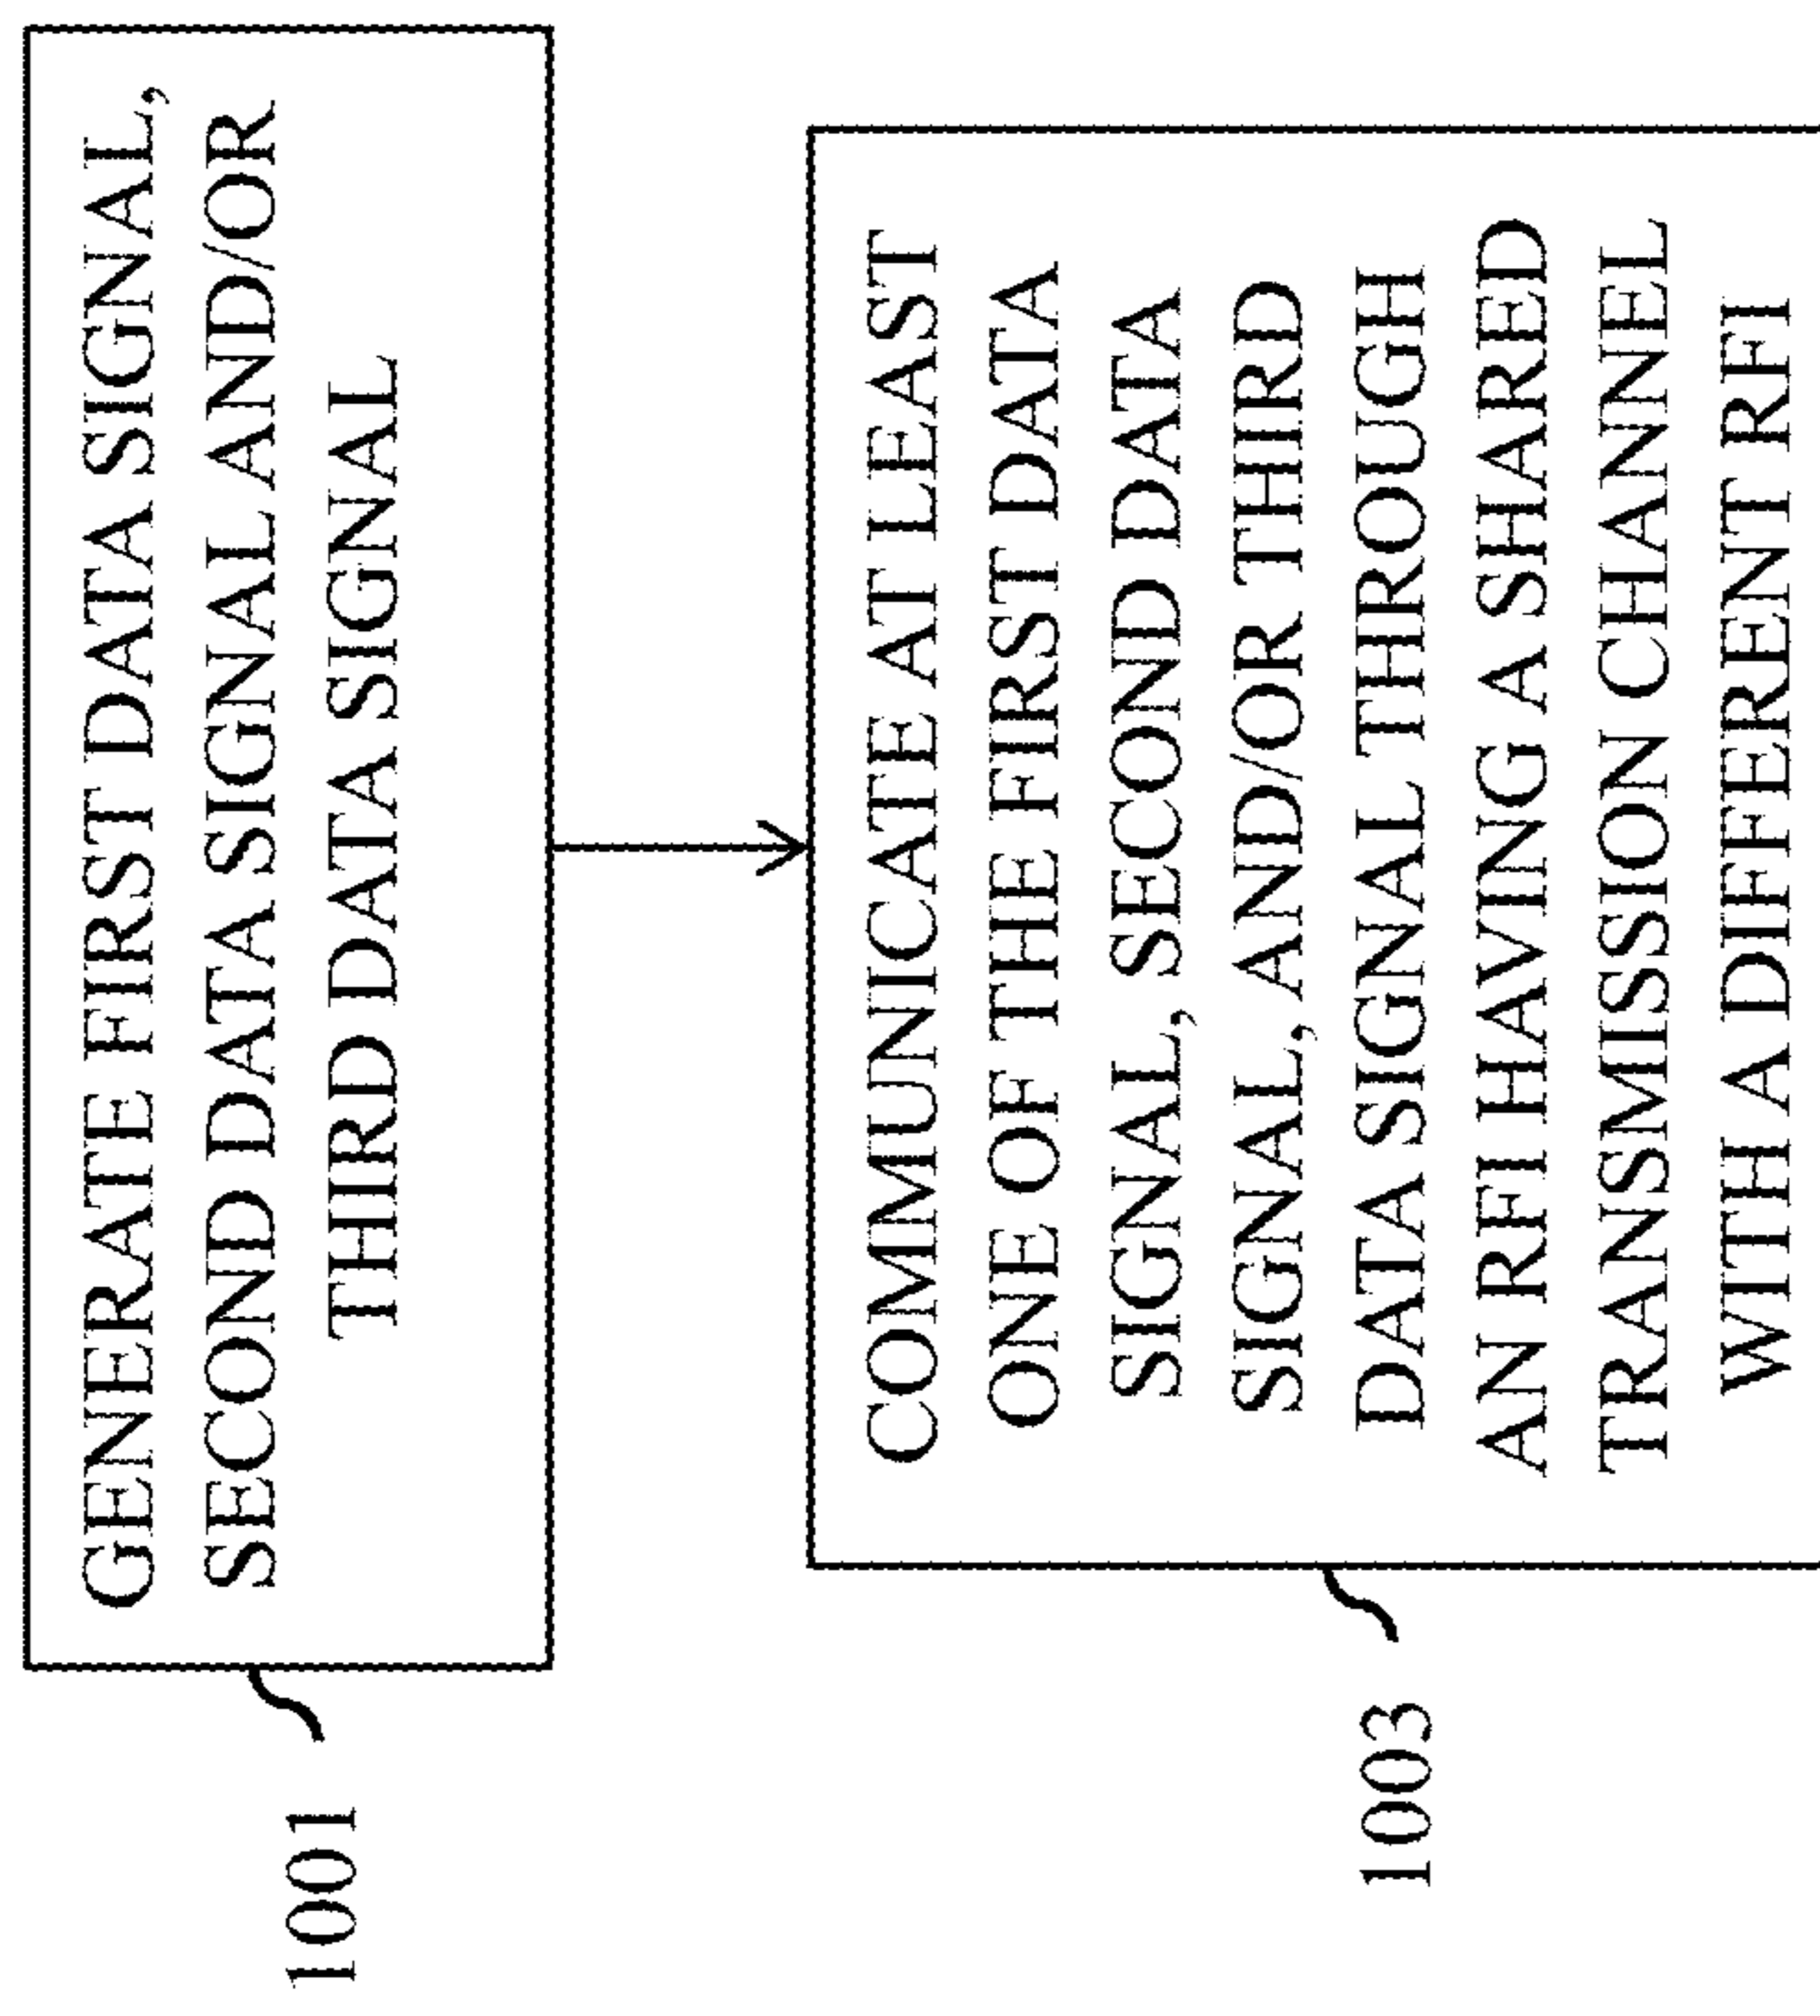 GENERATE FIRST DATA SIGNAL,
SECOND DATA SIGNAL AND/OR
THIRD DATA SIGNAL
1001
COMMUNICATE AT LEAST
ONE OF THE FIRST DATA
SIGNAL, SECOND DATA
SIGNAL, AND/OR THIRD
DATA SIGNAL THROUGH
AN RFI HAVING A SHARED
TRANSMISSION CHANNEL
WITH A DIFFERENT RFI
1003